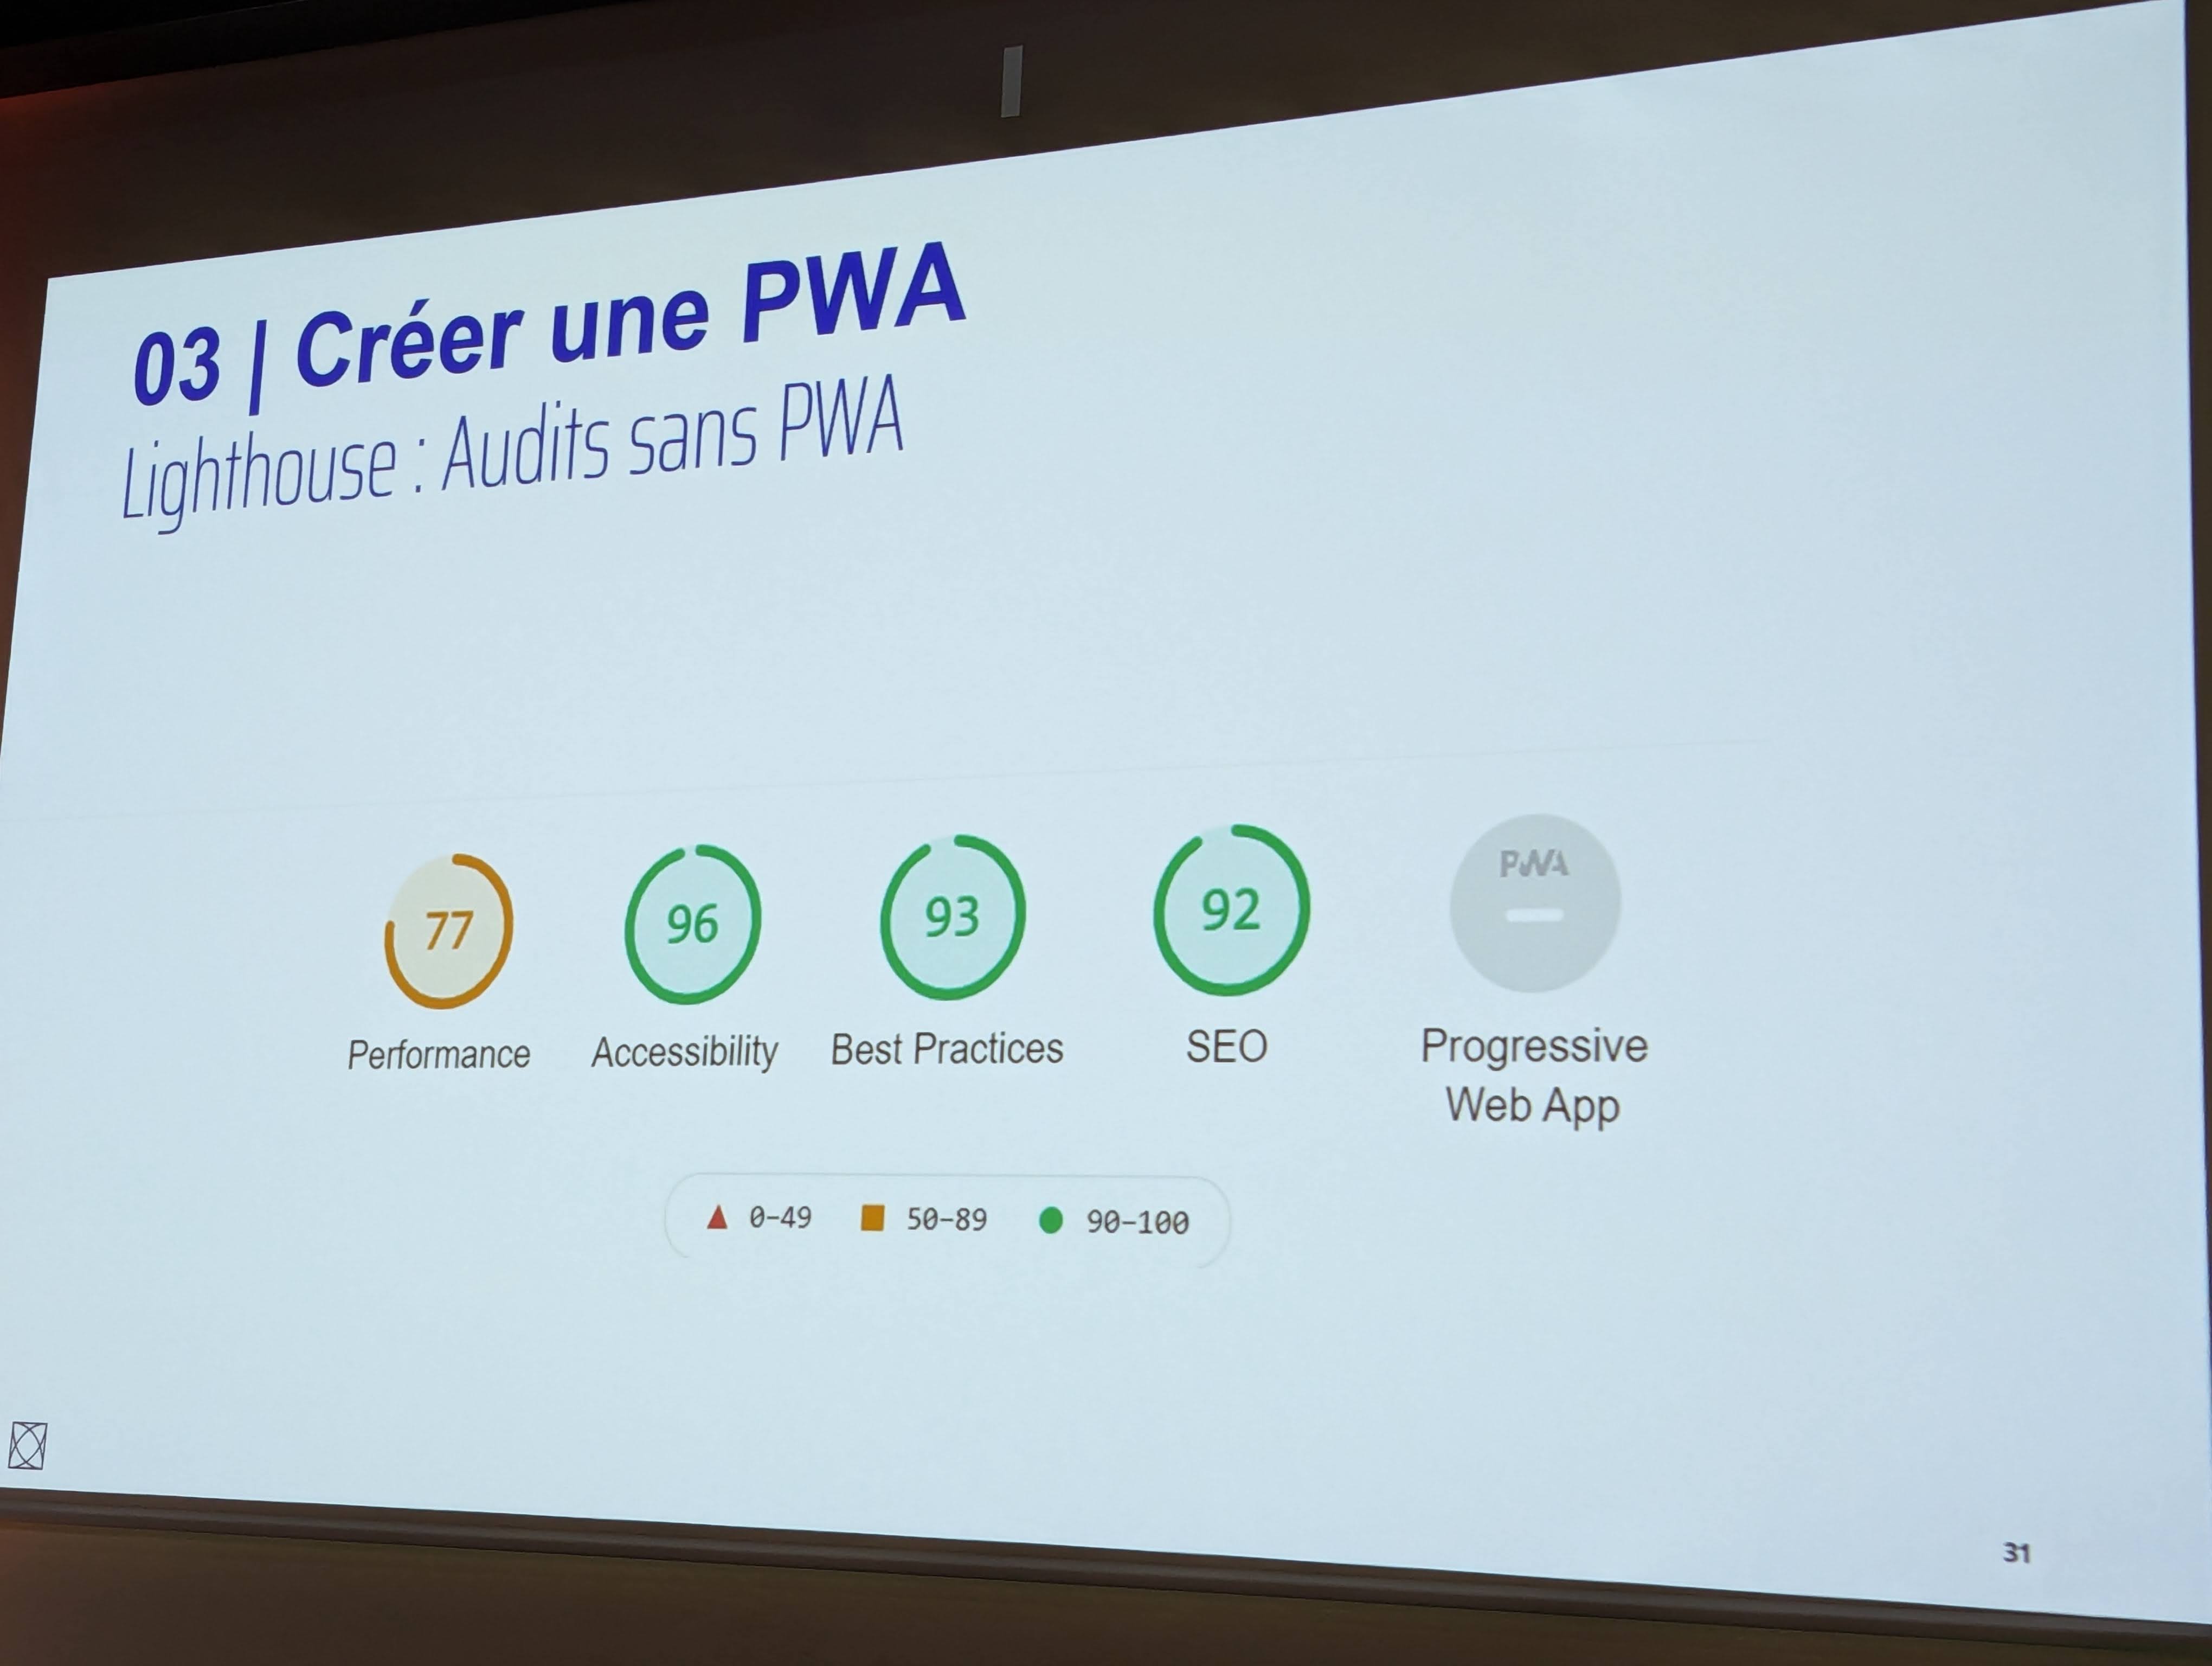 03 | Créer une PWA
Lighthouse : Audits sans PWA
77
96
93
92
PWA
Performance
Accessibility
Best Practices
SEO
Progressive
Web App
0–49
50–89
90–100
31